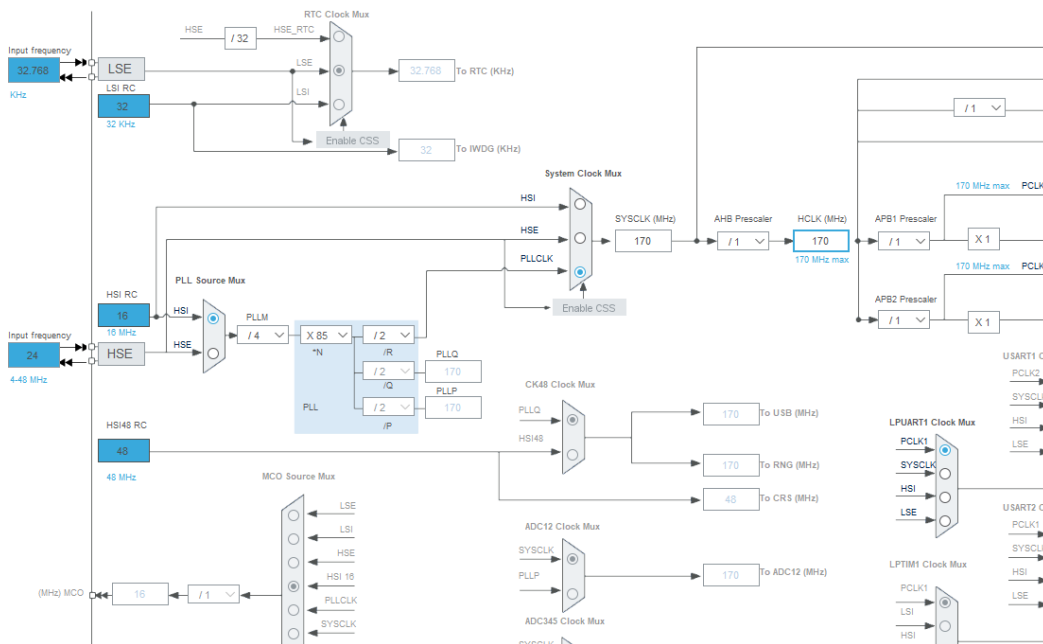 RTC Clock Mux
HSE
/ 32
HSE_RTC
Input frequency
32.768
KHz
LSE
LSE
LSI RC
32
32 KHz
LSI
32.768
To RTC (KHz)
Enable CSS
32
To IWDG (KHz)
/ 1
System Clock Mux
HSI
HSE
PLLCLK
Enable CSS
SYSCLK (MHz)
170
AHB Prescaler
/ 1
HCLK (MHz)
170
170 MHz max
APB1 Prescaler
/ 1
170 MHz max
PCLK
X 1
170 MHz max
PCLK
APB2 Prescaler
/ 1
X 1
PLL Source Mux
HSI RC
16
16 MHz
HSI
Input frequency
24
4-48 MHz
HSE
HSE
PLLM
/ 4
X 85
*N
/ 2
/R
/ 2
/Q
/ 2
/P
PLL
PLLQ
170
PLLP
170
HSI48 RC
48
48 MHz
CK48 Clock Mux
PLLQ
HSI48
170
To USB (MHz)
170
To RNG (MHz)
48
To CRS (MHz)
MCO Source Mux
LSE
LSI
HSE
HSI 16
PLLCLK
SYSCLK
(MHz) MCO
16
/ 1
ADC12 Clock Mux
SYSCLK
PLLP
170
To ADC12 (MHz)
ADC345 Clock Mux
SYSCLK
LPUART1 Clock Mux
PCLK1
SYSCLK
HSI
LSE
LPTIM1 Clock Mux
PCLK1
LSI
HSI
USART1 C
PCLK2
SYSCL
HSI
LSE
USART2 C
PCLK1
SYSCL
HSI
LSE